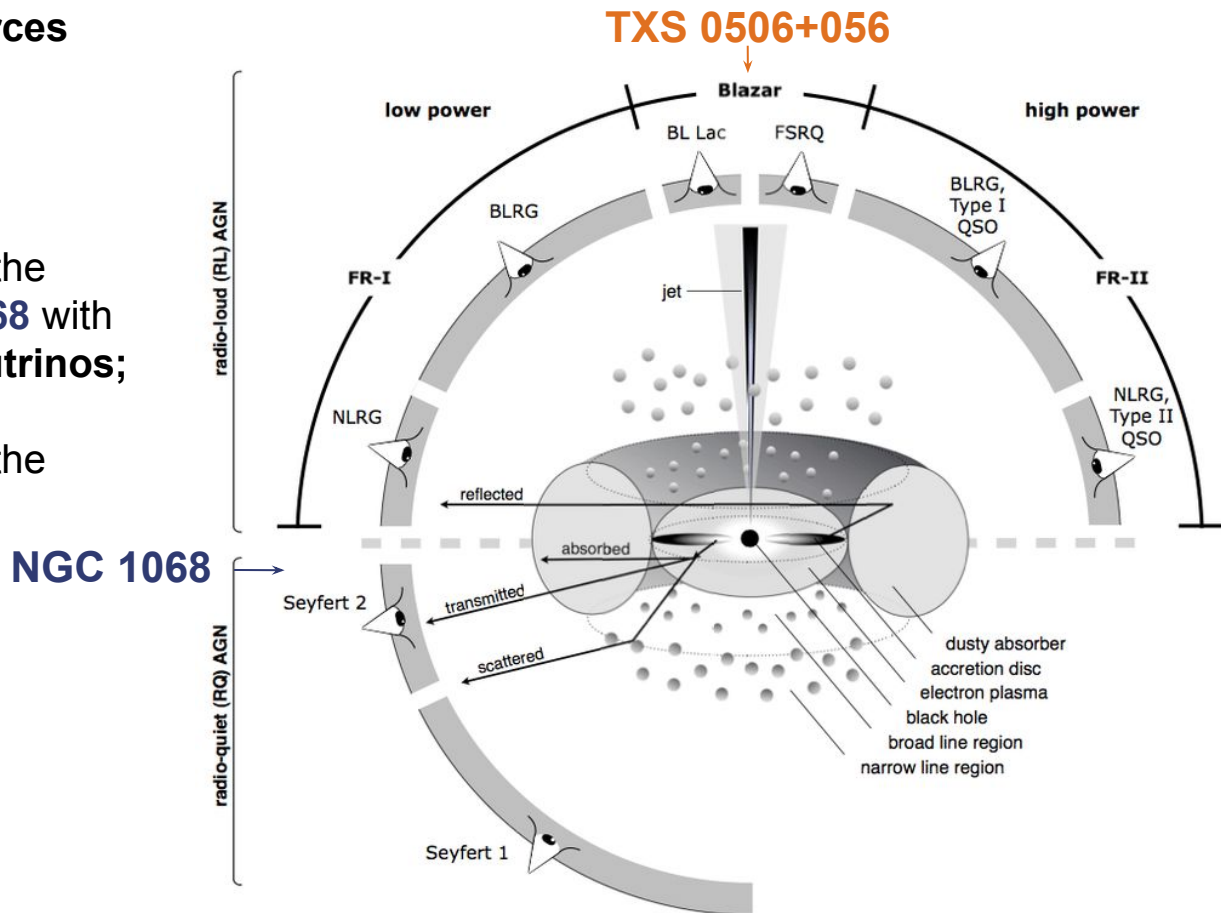 rces
TXS 0506+056
Blazar
low power
high power
BL Lac
FSRQ
BLRG
BLRG,
Type I
QSO
radio-loud (RL) AGN
the
68 with
utrinos;
the
FR-I
FR-II
jet
NLRG
NLRG,
Type II
QSO
reflected
absorbed
NGC 1068
Seyfert 2
transmitted
scattered
radio-quiet (RQ) AGN
dusty absorber
accretion disc
electron plasma
black hole
broad line region
narrow line region
Seyfert 1